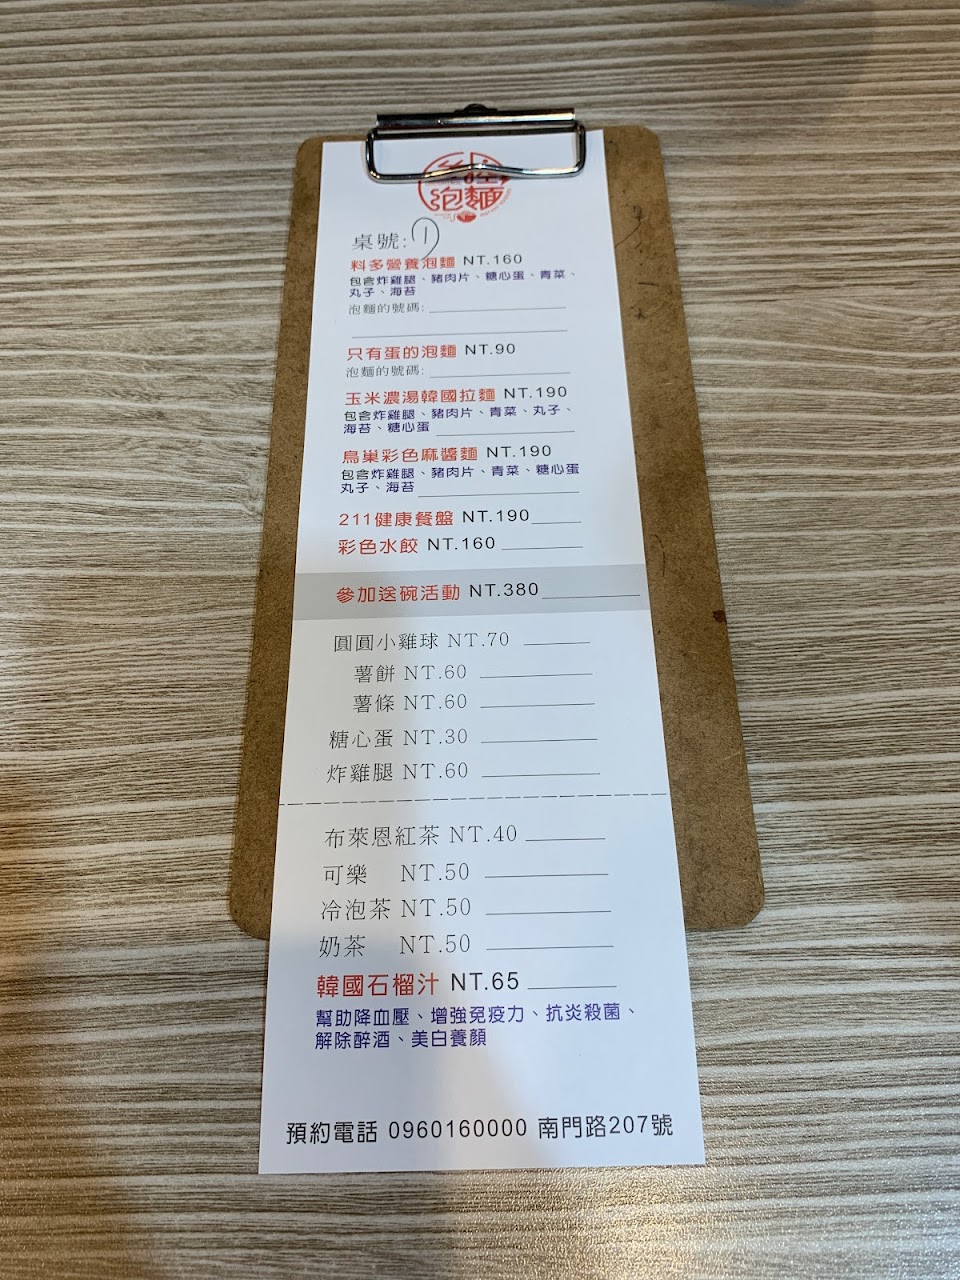 泡麵
桌號: 1
料多營養泡麵 NT.160
包含炸雞腿、豬肉片、糖心蛋、青菜、
丸子、海苔
泡麵的號碼:
只有蛋的泡麵 NT.90
泡麵的號碼:
玉米濃湯韓國拉麵 NT.190
包含炸雞腿、豬肉片、青菜、丸子、
海苔、糖心蛋
鳥巢彩色麻醬麵 NT.190
包含炸雞腿、豬肉片、青菜、糖心蛋
丸子、海苔
211健康餐盤 NT.190
彩色水餃 NT.160
參加送碗活動 NT.380
圓圓小雞球 NT.70
薯餅 NT.60
薯條 NT.60
糖心蛋 NT.30
炸雞腿 NT.60
布萊恩紅茶 NT.40
可樂 NT.50
冷泡茶 NT.50
奶茶 NT.50
韓國石榴汁 NT.65
幫助降血壓、增強免疫力、抗炎殺菌、
解除醉酒、美白養顏
預約電話 0960160000 南門路207號